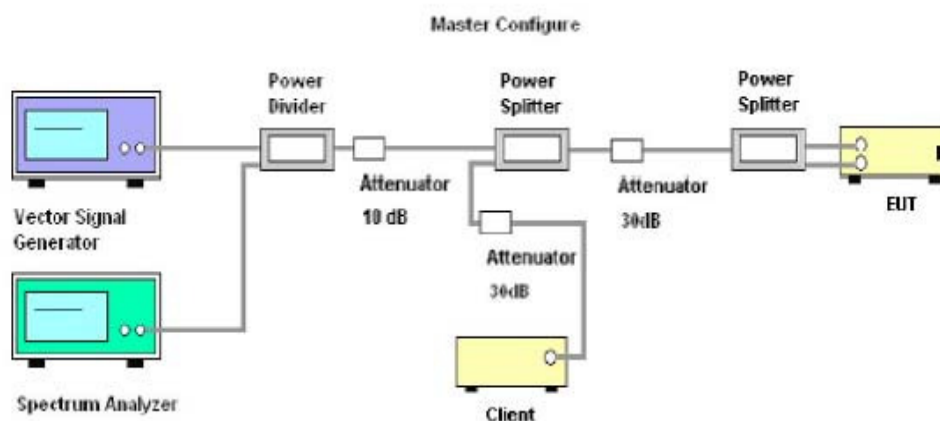 Master Configure
Power
Divider
Power
Splitter
Power
Splitter
Attenuator
10 dB
Attenuator
30dB
EUT
Vector Signal
Generator
Attenuator
30dB
Spectrum Analyzer
Client